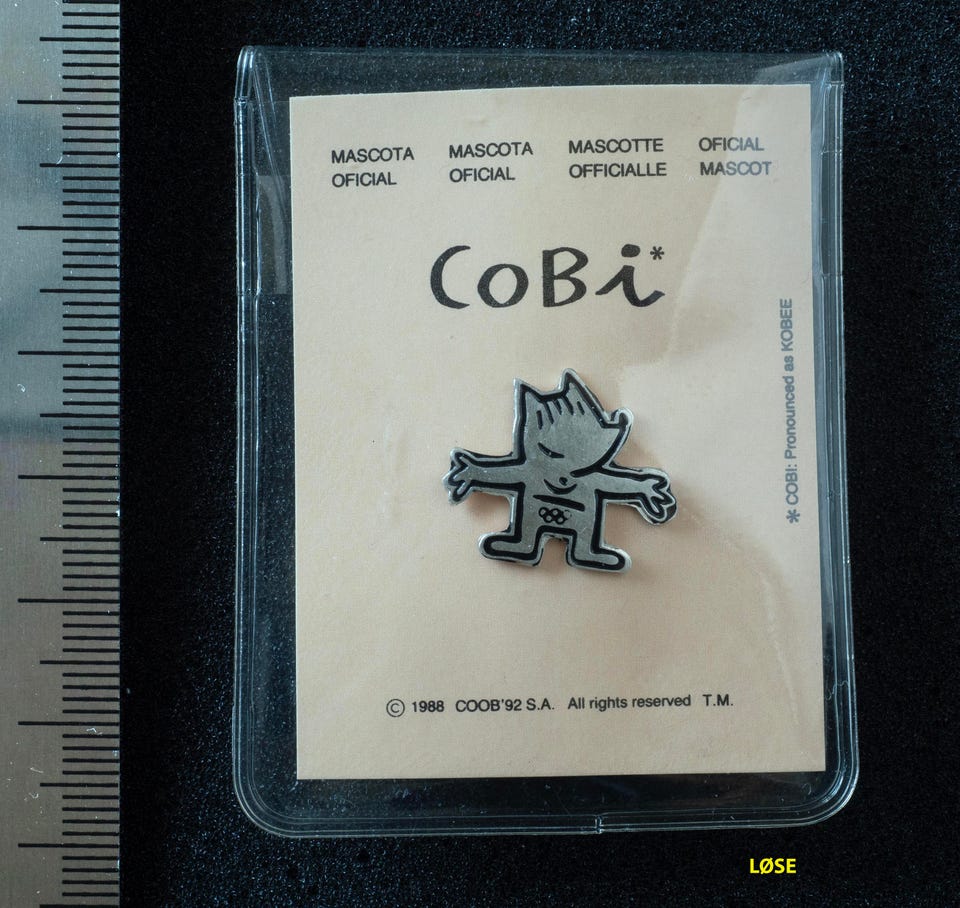 MASCOTA OFICIAL
MASCOTA OFICIAL
MASCOTTE OFFICIALLE
OFICIAL MASCOT
CoBi*
* COBI: Pronounced as KOBEE
© 1988 COOB'92 S.A. All rights reserved T.M.
LØSE